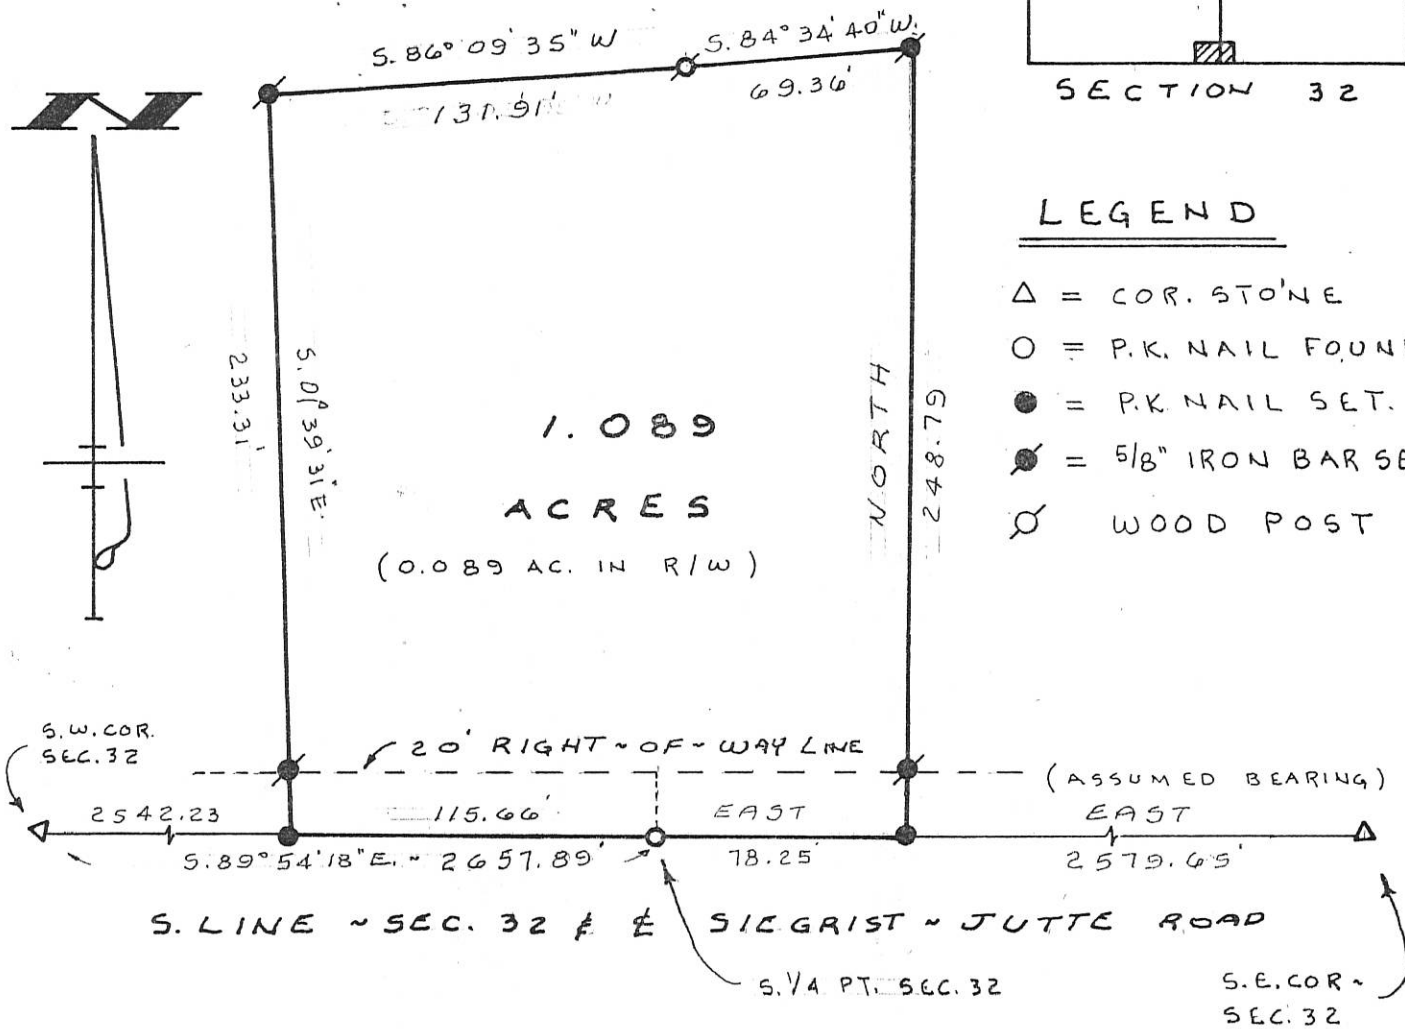 S. 86° 09' 35" W
S. 84° 34' 40" W.
131.91'
69.36'
SECTION 32
N
LEGEND
△ = COR. STONE
○ = P.K. NAIL FOUN
● = P.K. NAIL SET.
= 5/8" IRON BAR SE
WOOD POST
233.31'
S. 01° 39' 31" E.
1.089
ACRES
(0.089 AC. IN R/W)
NORTH
248.79
S.W. COR.
SEC. 32
20' RIGHT~OF~WAY LINE
(ASSUMED BEARING)
2542.23
115.66'
EAST
EAST
S. 89° 54' 18" E. ~ 2657.89'
78.25'
2579.65'
S. LINE ~ SEC. 32 & ℄ SIEGRIST ~ JUTTE ROAD
S. 1/4 PT. SEC. 32
S.E. COR ~
SEC. 32